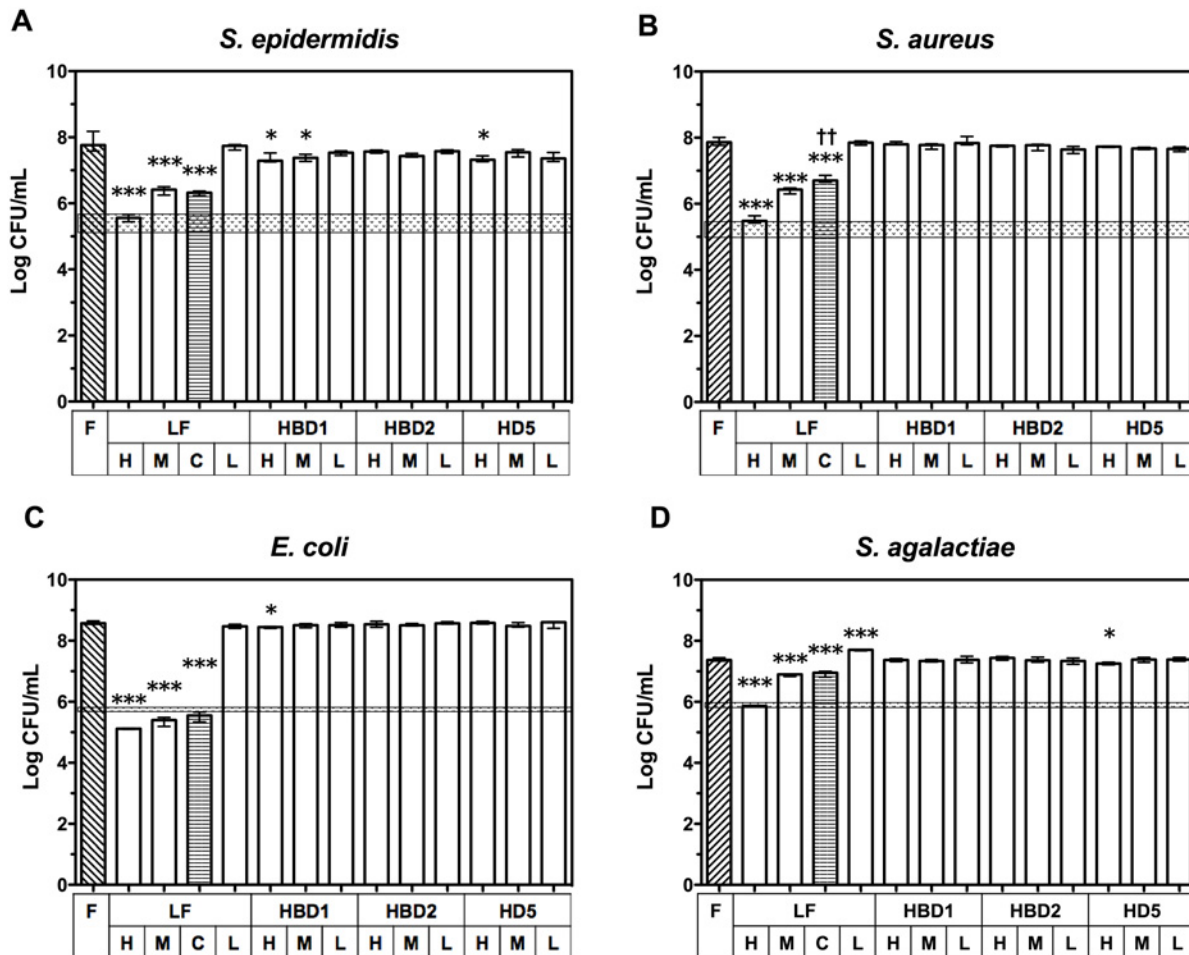 A
S. epidermidis
Log CFU/mL
10
8
6
4
2
0
*** *** *** * * *
F LF HBD1 HBD2 HD5
H M C L H M L H M L H M L
B
S. aureus
Log CFU/mL
10
8
6
4
2
0
††
*** *** ***
F LF HBD1 HBD2 HD5
H M C L H M L H M L H M L
C
E. coli
Log CFU/mL
10
8
6
4
2
0
*** *** *** *
F LF HBD1 HBD2 HD5
H M C L H M L H M L H M L
D
S. agalactiae
Log CFU/mL
10
8
6
4
2
0
*** *** *** *** *
F LF HBD1 HBD2 HD5
H M C L H M L H M L H M L